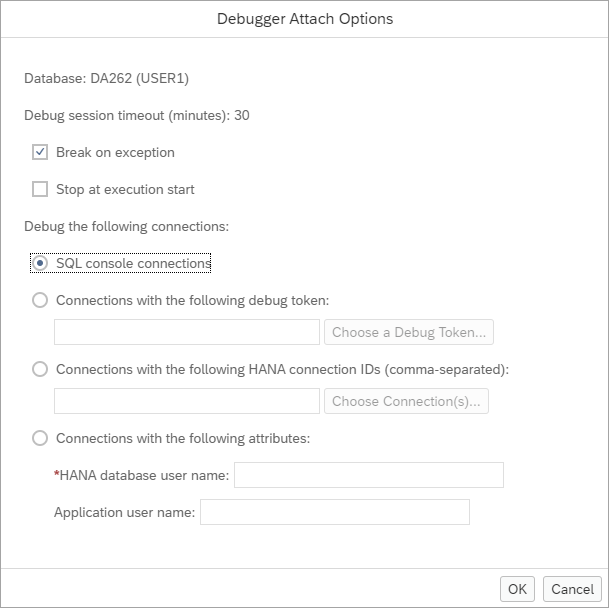 Debugger Attach Options
Database: DA262 (USER1)
Debug session timeout (minutes): 30
Break on exception
Stop at execution start
Debug the following connections:
SQL console connections
Connections with the following debug token:
Choose a Debug Token...
Connections with the following HANA connection IDs (comma-separated):
Choose Connection(s)...
Connections with the following attributes:
*HANA database user name:
Application user name:
OK Cancel